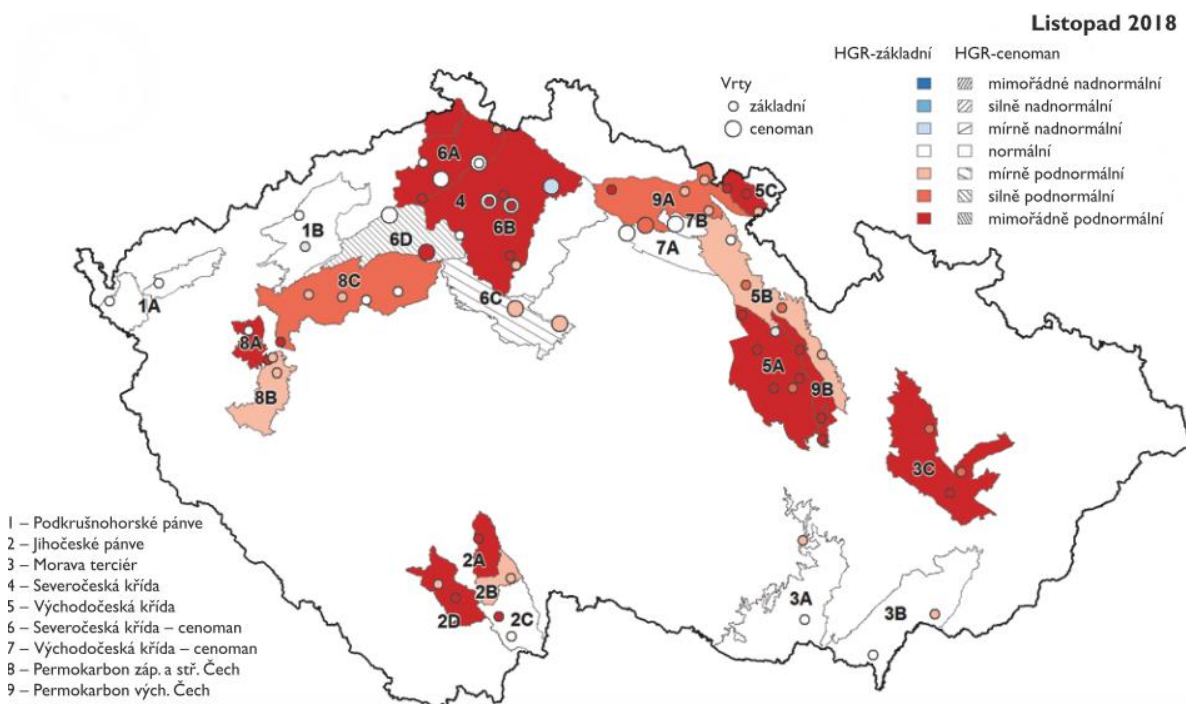 Listopad 2018
HGR-základní HGR-cenoman
Vrty
základní
cenoman
mimořádné nadnormální
silně nadnormální
mírně nadnormální
normální
mírně podnormální
silně podnormální
mimořádně podnormální
6A
5C
9A
4
1B
6B
7B
6D
7A
8C
6C
5B
1A
8A
5A
8B
9B
3C
2A
2B
3A
3B
2D
2C
1 – Podkrušnohorské pánve
2 – Jihočeské pánve
3 – Morava terciér
4 – Severočeská křída
5 – Východočeská křída
6 – Severočeská křída – cenoman
7 – Východočeská křída – cenoman
8 – Permokarbon záp. a stř. Čech
9 – Permokarbon vých. Čech